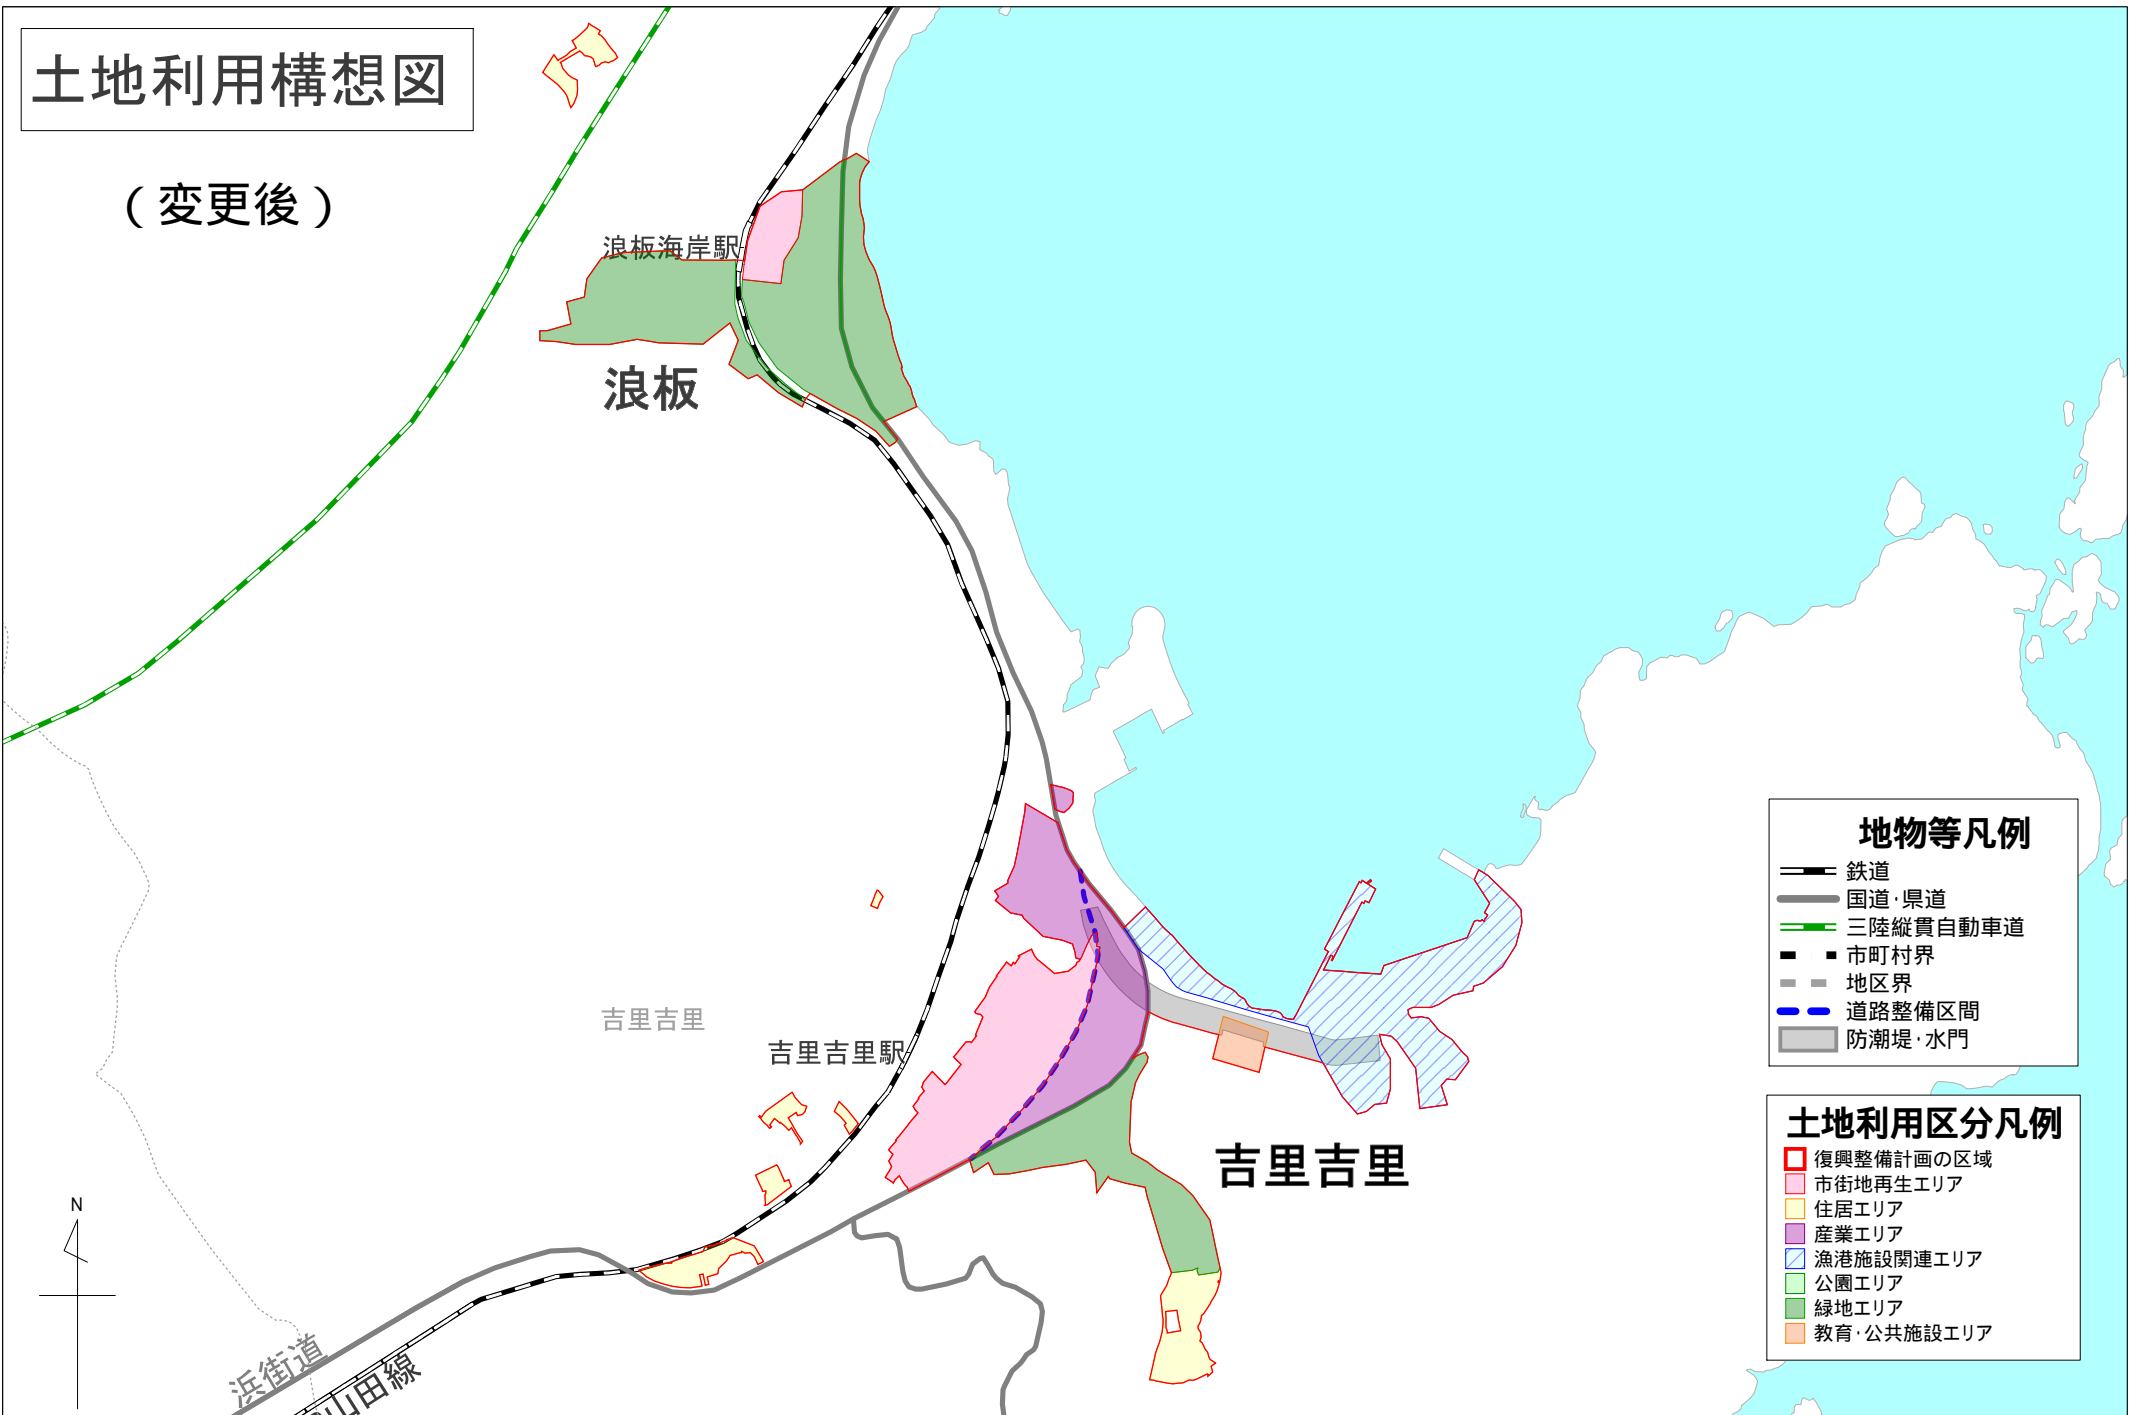 土地利用構想図
（変更後）
浪板海岸駅
浪板
吉里吉里
吉里吉里駅
吉里吉里
浜街道
山田線
N
地物等凡例
鉄道
国道・県道
三陸縦貫自動車道
市町村界
地区界
道路整備区間
防潮堤・水門
土地利用区分凡例
復興整備計画の区域
市街地再生エリア
住居エリア
産業エリア
漁港施設関連エリア
公園エリア
緑地エリア
教育・公共施設エリア